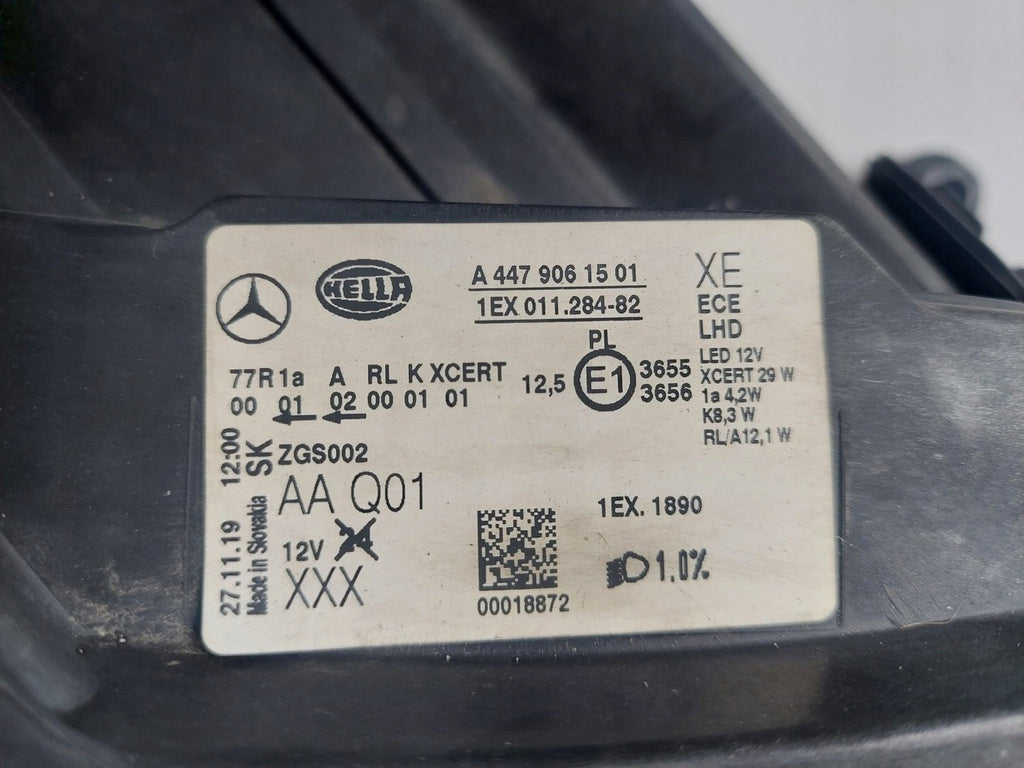 HELLA
A 447 906 15 01
1EX 011.284-82
XE
ECE
LHD
LED 12V
XCERT 29 W
1a 4,2W
K8,3 W
RL/A12,1 W
PL
12,5 E1 3655
3656
77R 1a A RL K XCERT
00 01 02 00 01 01
27.11.19 12:00
Made in Slovakia SK
ZGS002
AA Q01
12V
XXX
00018872
1EX. 1890
1.0%